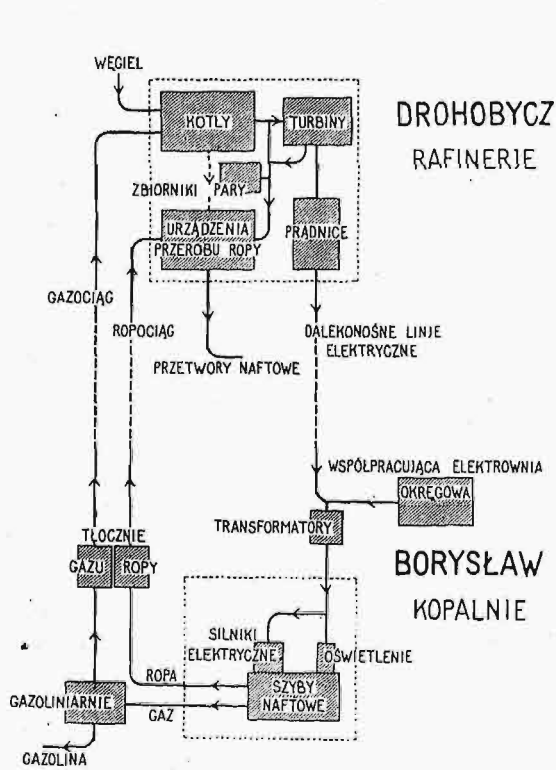 WĘGIEL
KOTŁY
TURBINY
DROHOBYCZ
RAFINERJE
ZBIORNIKI PARY
URZĄDZENIA
PRZEROBU ROPY
PRĄDNICE
GAZOCIĄG
ROPOCIĄG
DALEKONOŚNE LINJE
ELEKTRYCZNE
PRZETWORY NAFTOWE
WSPÓŁPRACUJĄCA ELEKTROWNIA
OKRĘGOWA
TRANSFORMATORY
TŁOCZNIE
GAZU
ROPY
BORYSŁAW
KOPALNIE
SILNIKI
ELEKTRYCZNE
OŚWIETLENIE
ROPA
SZYBY
NAFTOWE
GAZOLINIARNIE
GAZ
GAZOLINA